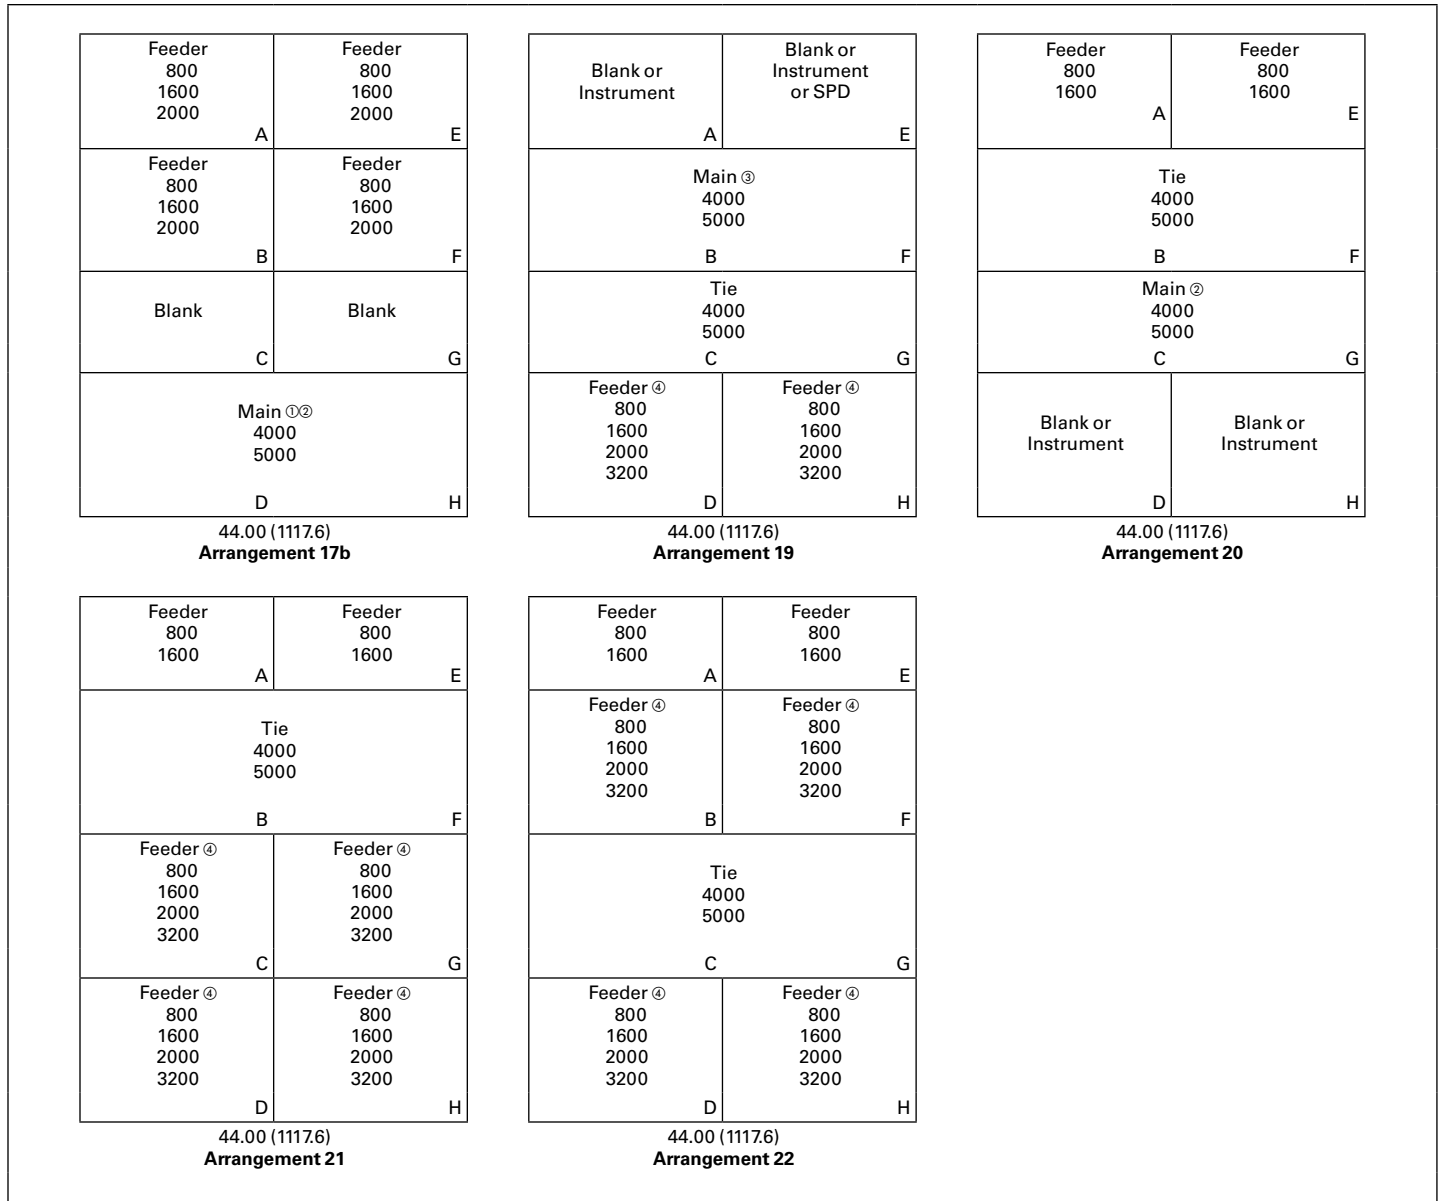 Feeder
800
1600
2000
A
Feeder
800
1600
2000
E
Feeder
800
1600
2000
B
Feeder
800
1600
2000
F
Blank
C
Blank
G
Main ①②
4000
5000
D
H
44.00 (1117.6)
Arrangement 17b
Blank or
Instrument
A
Blank or
Instrument
or SPD
E
Main ③
4000
5000
B
F
Tie
4000
5000
C
G
Feeder ④
800
1600
2000
3200
D
Feeder ④
800
1600
2000
3200
H
44.00 (1117.6)
Arrangement 19
Feeder
800
1600
A
Feeder
800
1600
E
Tie
4000
5000
B
F
Main ②
4000
5000
C
G
Blank or
Instrument
D
Blank or
Instrument
H
44.00 (1117.6)
Arrangement 20
Feeder
800
1600
A
Feeder
800
1600
E
Tie
4000
5000
B
F
Feeder ④
800
1600
2000
3200
C
Feeder ④
800
1600
2000
3200
G
Feeder ④
800
1600
2000
3200
D
Feeder ④
800
1600
2000
3200
H
44.00 (1117.6)
Arrangement 21
Feeder
800
1600
A
Feeder
800
1600
E
Feeder ④
800
1600
2000
3200
B
Feeder ④
800
1600
2000
3200
F
Tie
4000
5000
C
G
Feeder ④
800
1600
2000
3200
D
Feeder ④
800
1600
2000
3200
H
44.00 (1117.6)
Arrangement 22